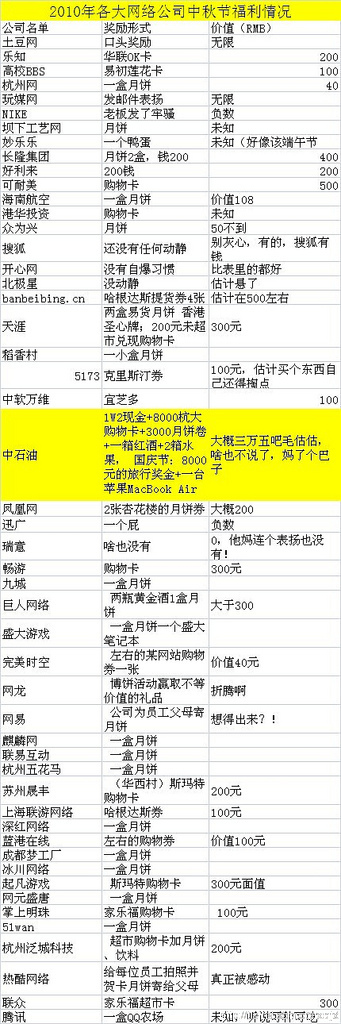 2010年各大网络公司中秋节福利情况
公司名单 奖励形式 价值（RMB）
土豆网 口头奖励 无限
乐知 华联OK卡 200
高校BBS 易初莲花卡 100
杭州网 一盒月饼 40
玩媒网 发邮件表扬 无限
NIKE 老板发了牢骚 负数
坝下工艺网 月饼 未知
妙乐乐 一个鸭蛋 未知（好像该端午节
长隆集团 月饼2盒，钱200 400
好利来 200钱 200
可耐美 购物卡 500
海南航空 一盒月饼 价值108
港华投资 购物卡 未知
众为兴 月饼 50不到
搜狐 还没有任何动静 别灰心，有的，搜狐有
钱
开心网 没有自爆习惯 比表里的都好
北极星 没动静 估计悬了
banbeibing.cn 哈根达斯提货券4张 估计在500左右
天涯 两盒易货月饼 香港
圣心牌；200元未超
市兑现购物卡 300元
稻香村 一小盒月饼
5173 克里斯汀券 100元，估计买个东西自
己还得掏点
中软万维 宜芝多 100
中石油 1W2现金+8000杭大
购物卡+3000月饼卷
+一箱红酒+2箱水
果， 国庆节：8000
元的旅行奖金+一台
苹果MacBook Air 大概三万五吧毛估估，
啥也不说了，妈了个巴
子
凤凰网 2张杏花楼的月饼券 大概200
迅广 一个屁 负数
瑞意 啥也没有 0，他妈连个表扬也没
有！
畅游 购物卡 300元
九城 一盒月饼
巨人网络 两瓶黄金酒1盒月
饼 大于300
盛大游戏 一盒月饼一个盛大
笔记本
完美时空 左右的某网站购物
券一张 价值40元
网龙 博饼活动赢取不等
价值的礼品 折腾啊
网易 公司为员工父母寄
月饼 想得出来？！
麒麟网 一盒月饼
联易互动 一盒月饼
杭州五花马 一盒月饼
苏州晟丰 （华西村）斯玛特
购物卡 200元
上海联游网络 哈根达斯券 100元
深红网络 一盒月饼
蓝港在线 左右的购物券 价值100元
成都梦工厂 一盒月饼
冰川网络 一盒月饼
起凡游戏 斯玛特购物卡 300元面值
网元盛唐 一盒月饼
掌上明珠 家乐福购物卡 100元
51wan 一盒月饼
杭州泛城科技 超市购物卡加月饼
、饮料 200元
热酷网络 给每位员工拍照并
贺卡月饼寄给父母 真正被感动
联众 家乐福超市卡 300
腾讯 一盒QQ农场 未知，听说很好吃